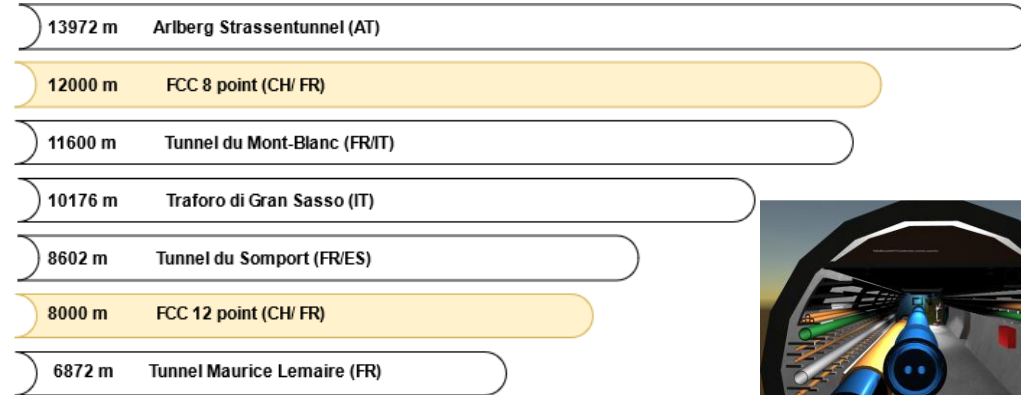 13972 m Arlberg Strassentunnel (AT)
12000 m FCC 8 point (CH/ FR)
11600 m Tunnel du Mont-Blanc (FR/IT)
10176 m Traforo di Gran Sasso (IT)
8602 m Tunnel du Somport (FR/ES)
8000 m FCC 12 point (CH/ FR)
6872 m Tunnel Maurice Lemaire (FR)